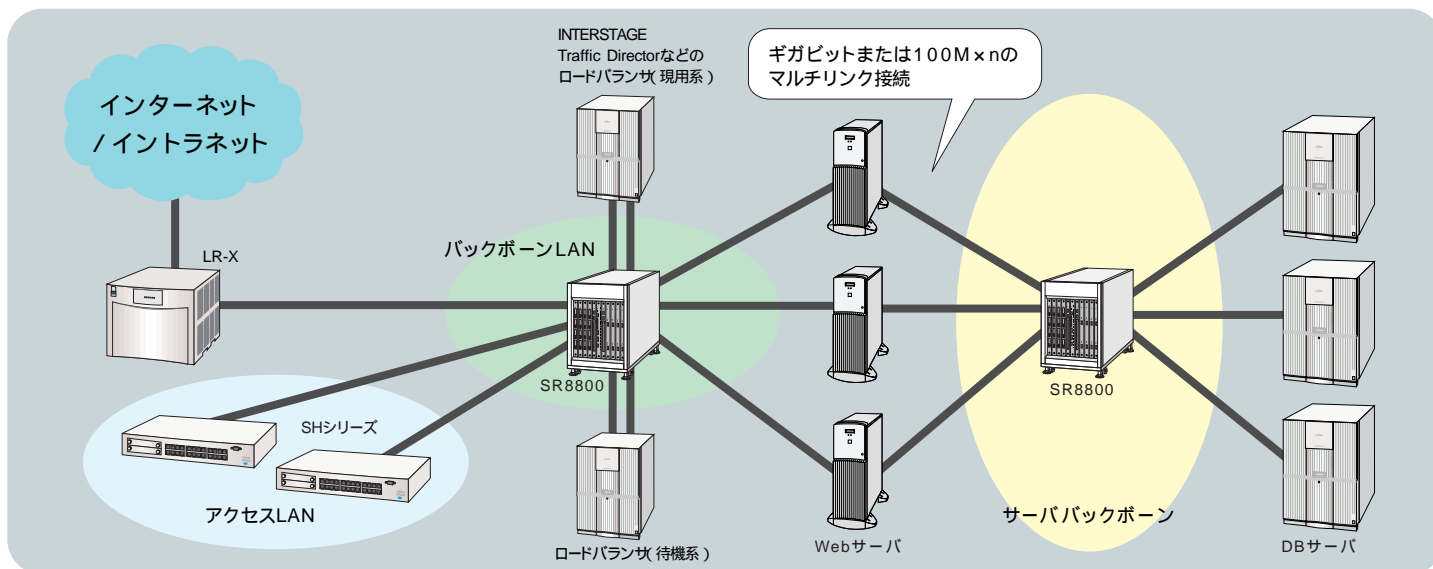 INTERSTAGE
Traffic Directorなどの
ロードバランサ(現用系)
ギガビットまたは100M×nの
マルチリンク接続
インターネット
/イントラネット
バックボーンLAN
LR-X
SR8800
SR8800
SHシリーズ
アクセスLAN
ロードバランサ(待機系)
Webサーバ
サーババックボーン
DBサーバ